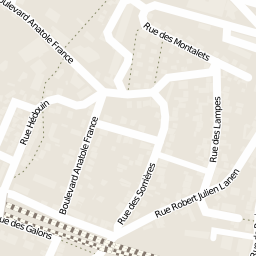 Boulevard Anatole France
Rue des Montalets
Rue Hédouin
Boulevard Anatole France
Rue des Lampes
Rue des Sorrières
Rue Robert Julien Lanen
Rue des Galons